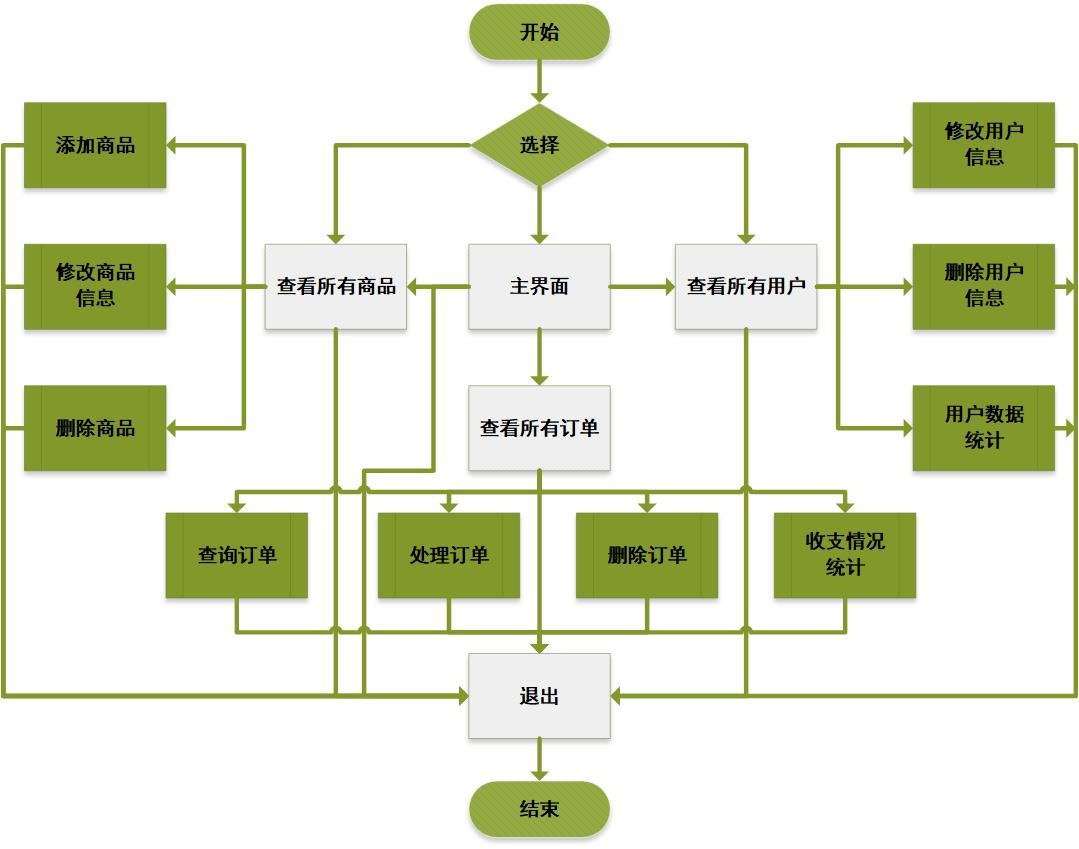 开始
选择
添加商品
修改用户
信息
修改商品
信息
查看所有商品
主界面
查看所有用户
删除用户
信息
删除商品
查看所有订单
用户数据
统计
查询订单
处理订单
删除订单
收支情况
统计
退出
结束